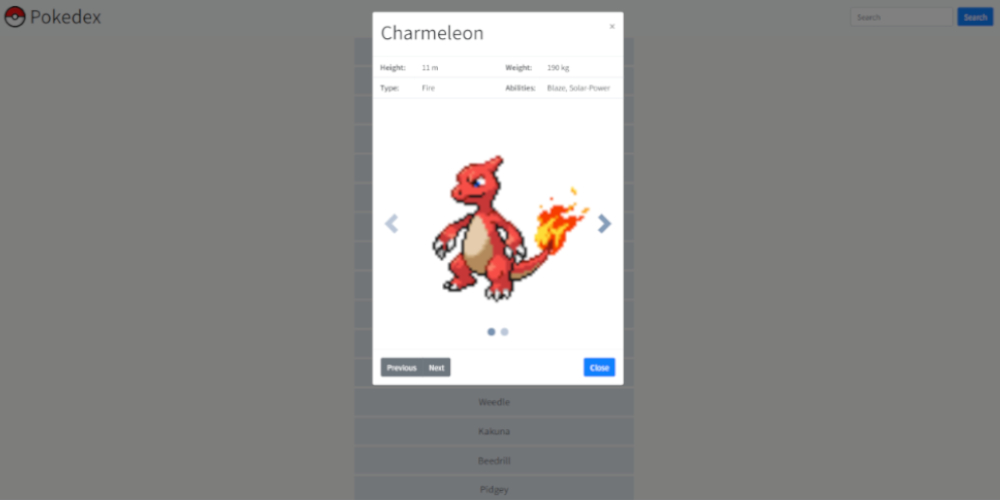 Pokedex
Search Search
Charmeleon ×
Height: 11 m Weight: 190 kg
Type: Fire Abilities: Blaze, Solar-Power
Previous Next Close
Weedle
Kakuna
Beedrill
Pidgey